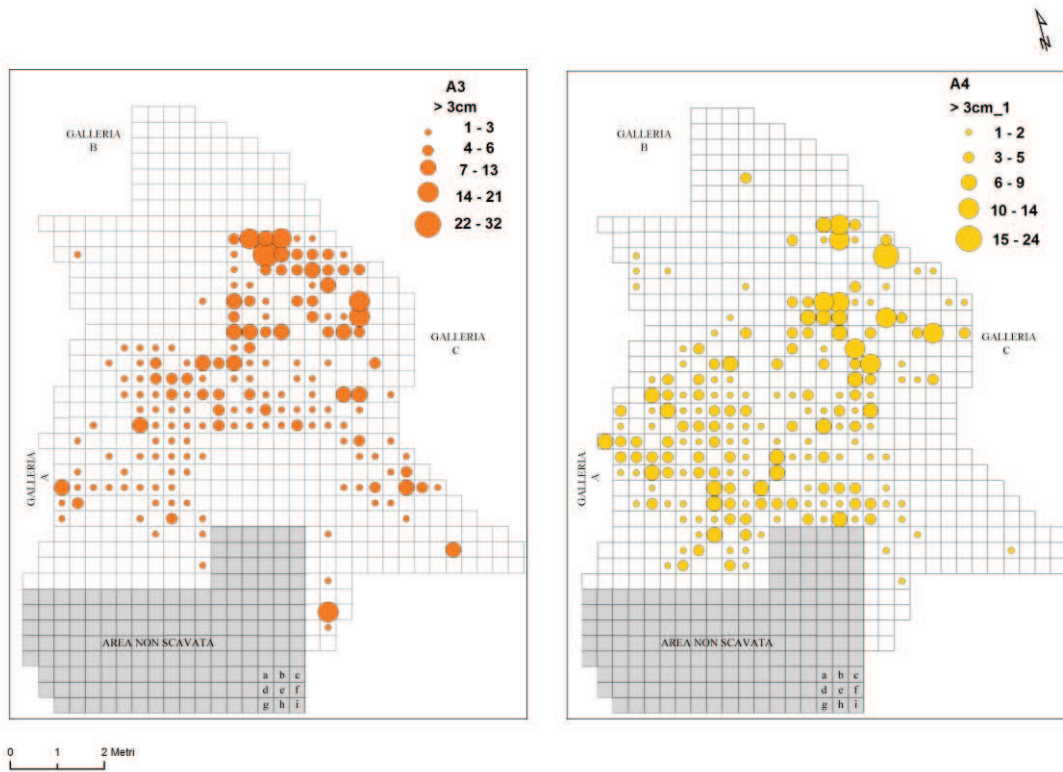 N
A3
> 3cm
1 - 3
4 - 6
7 - 13
14 - 21
22 - 32
GALLERIA
B
GALLERIA
C
GALLERIA
A
AREA NON SCAVATA
a b c
d e f
g h i
A4
> 3cm_1
1 - 2
3 - 5
6 - 9
10 - 14
15 - 24
GALLERIA
B
GALLERIA
C
GALLERIA
A
AREA NON SCAVATA
a b c
d e f
g h i
0 1 2 Metri